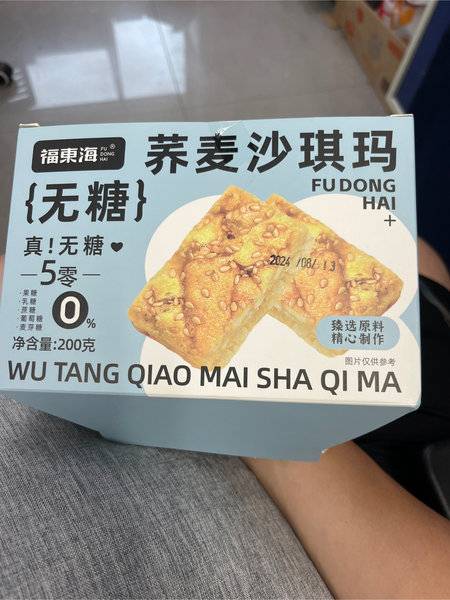 福東海
FU
DONG
HAI
®
荞麦沙琪玛
FU DONG
HAI
+
{无糖}
真!无糖
5零
·果糖
·乳糖
·蔗糖
·葡萄糖
·麦芽糖
0%
净含量:200克
2024/08/13
臻选原料
精心制作
图片仅供参考
WU TANG QIAO MAI SHA QI MA